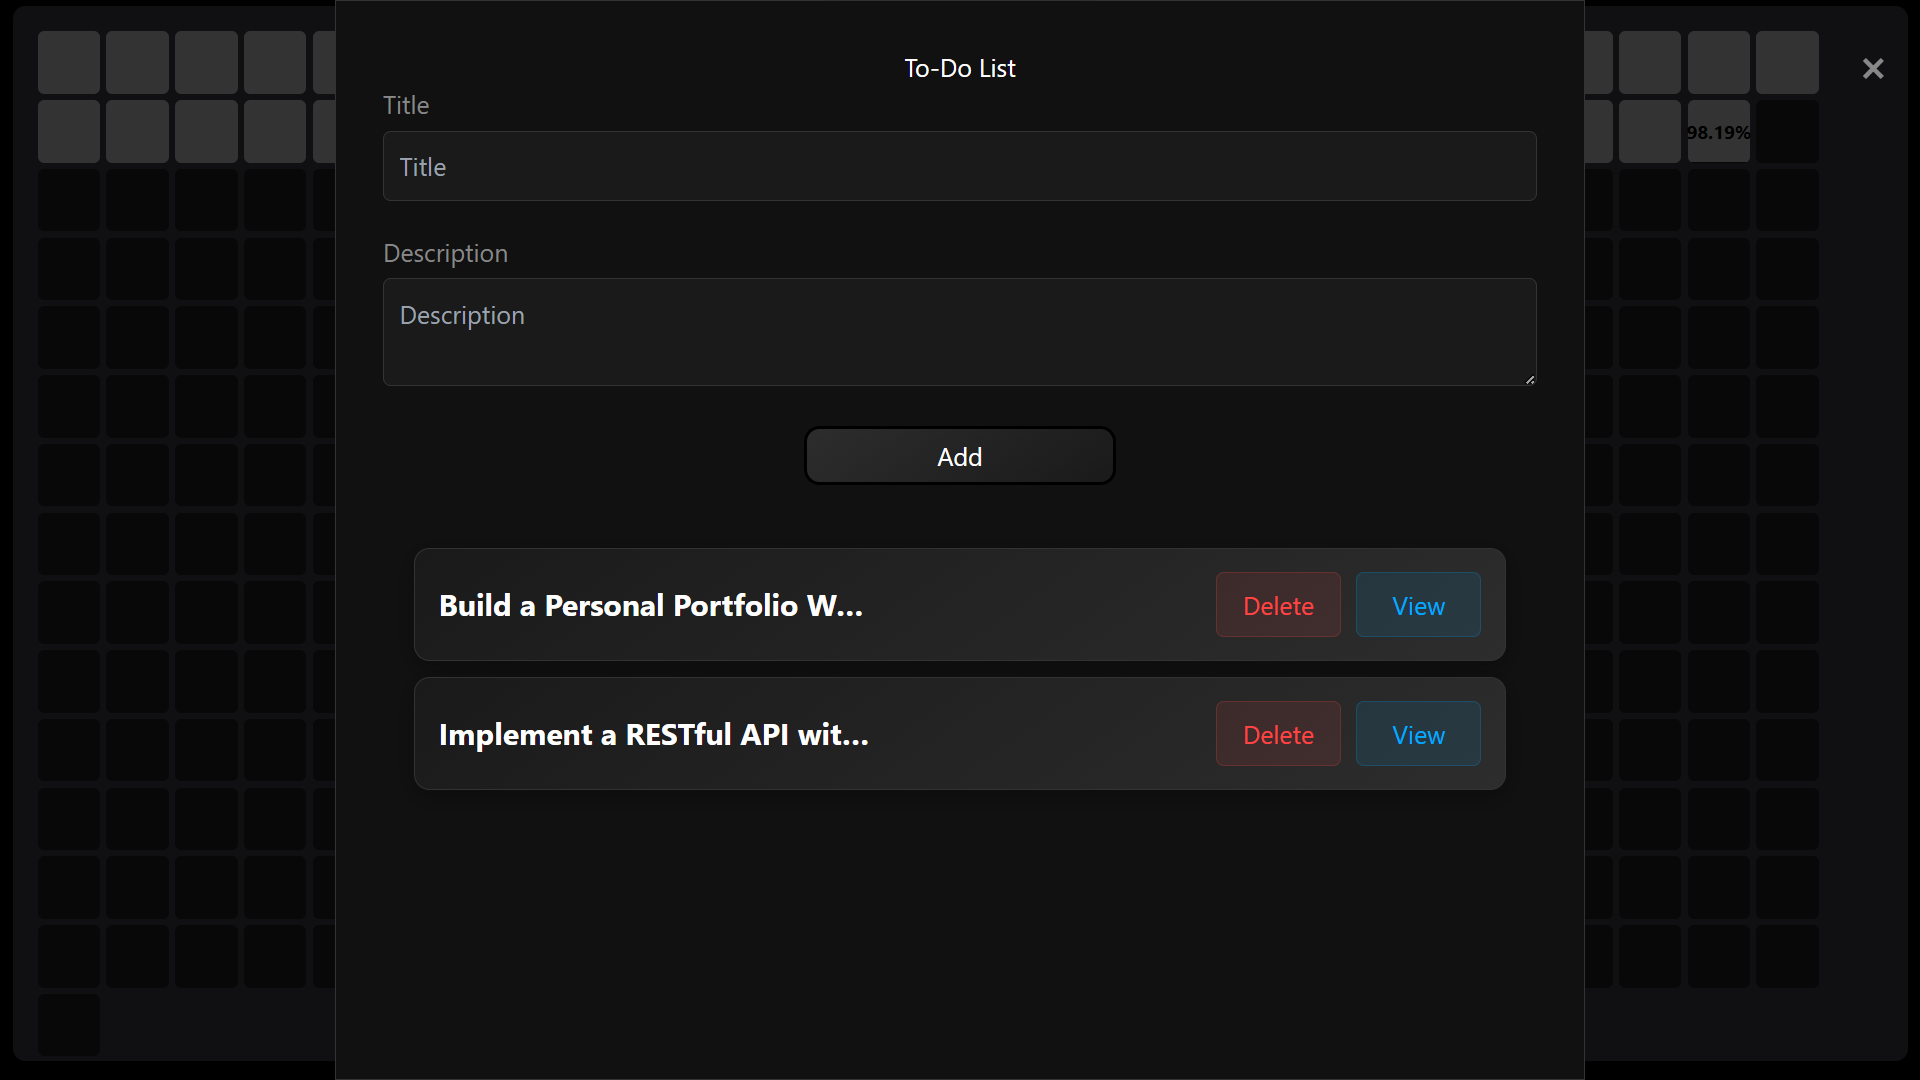 To-Do List
×
Title
Title
98.19%
Description
Description
Add
Build a Personal Portfolio W...
Delete
View
Implement a RESTful API wit...
Delete
View